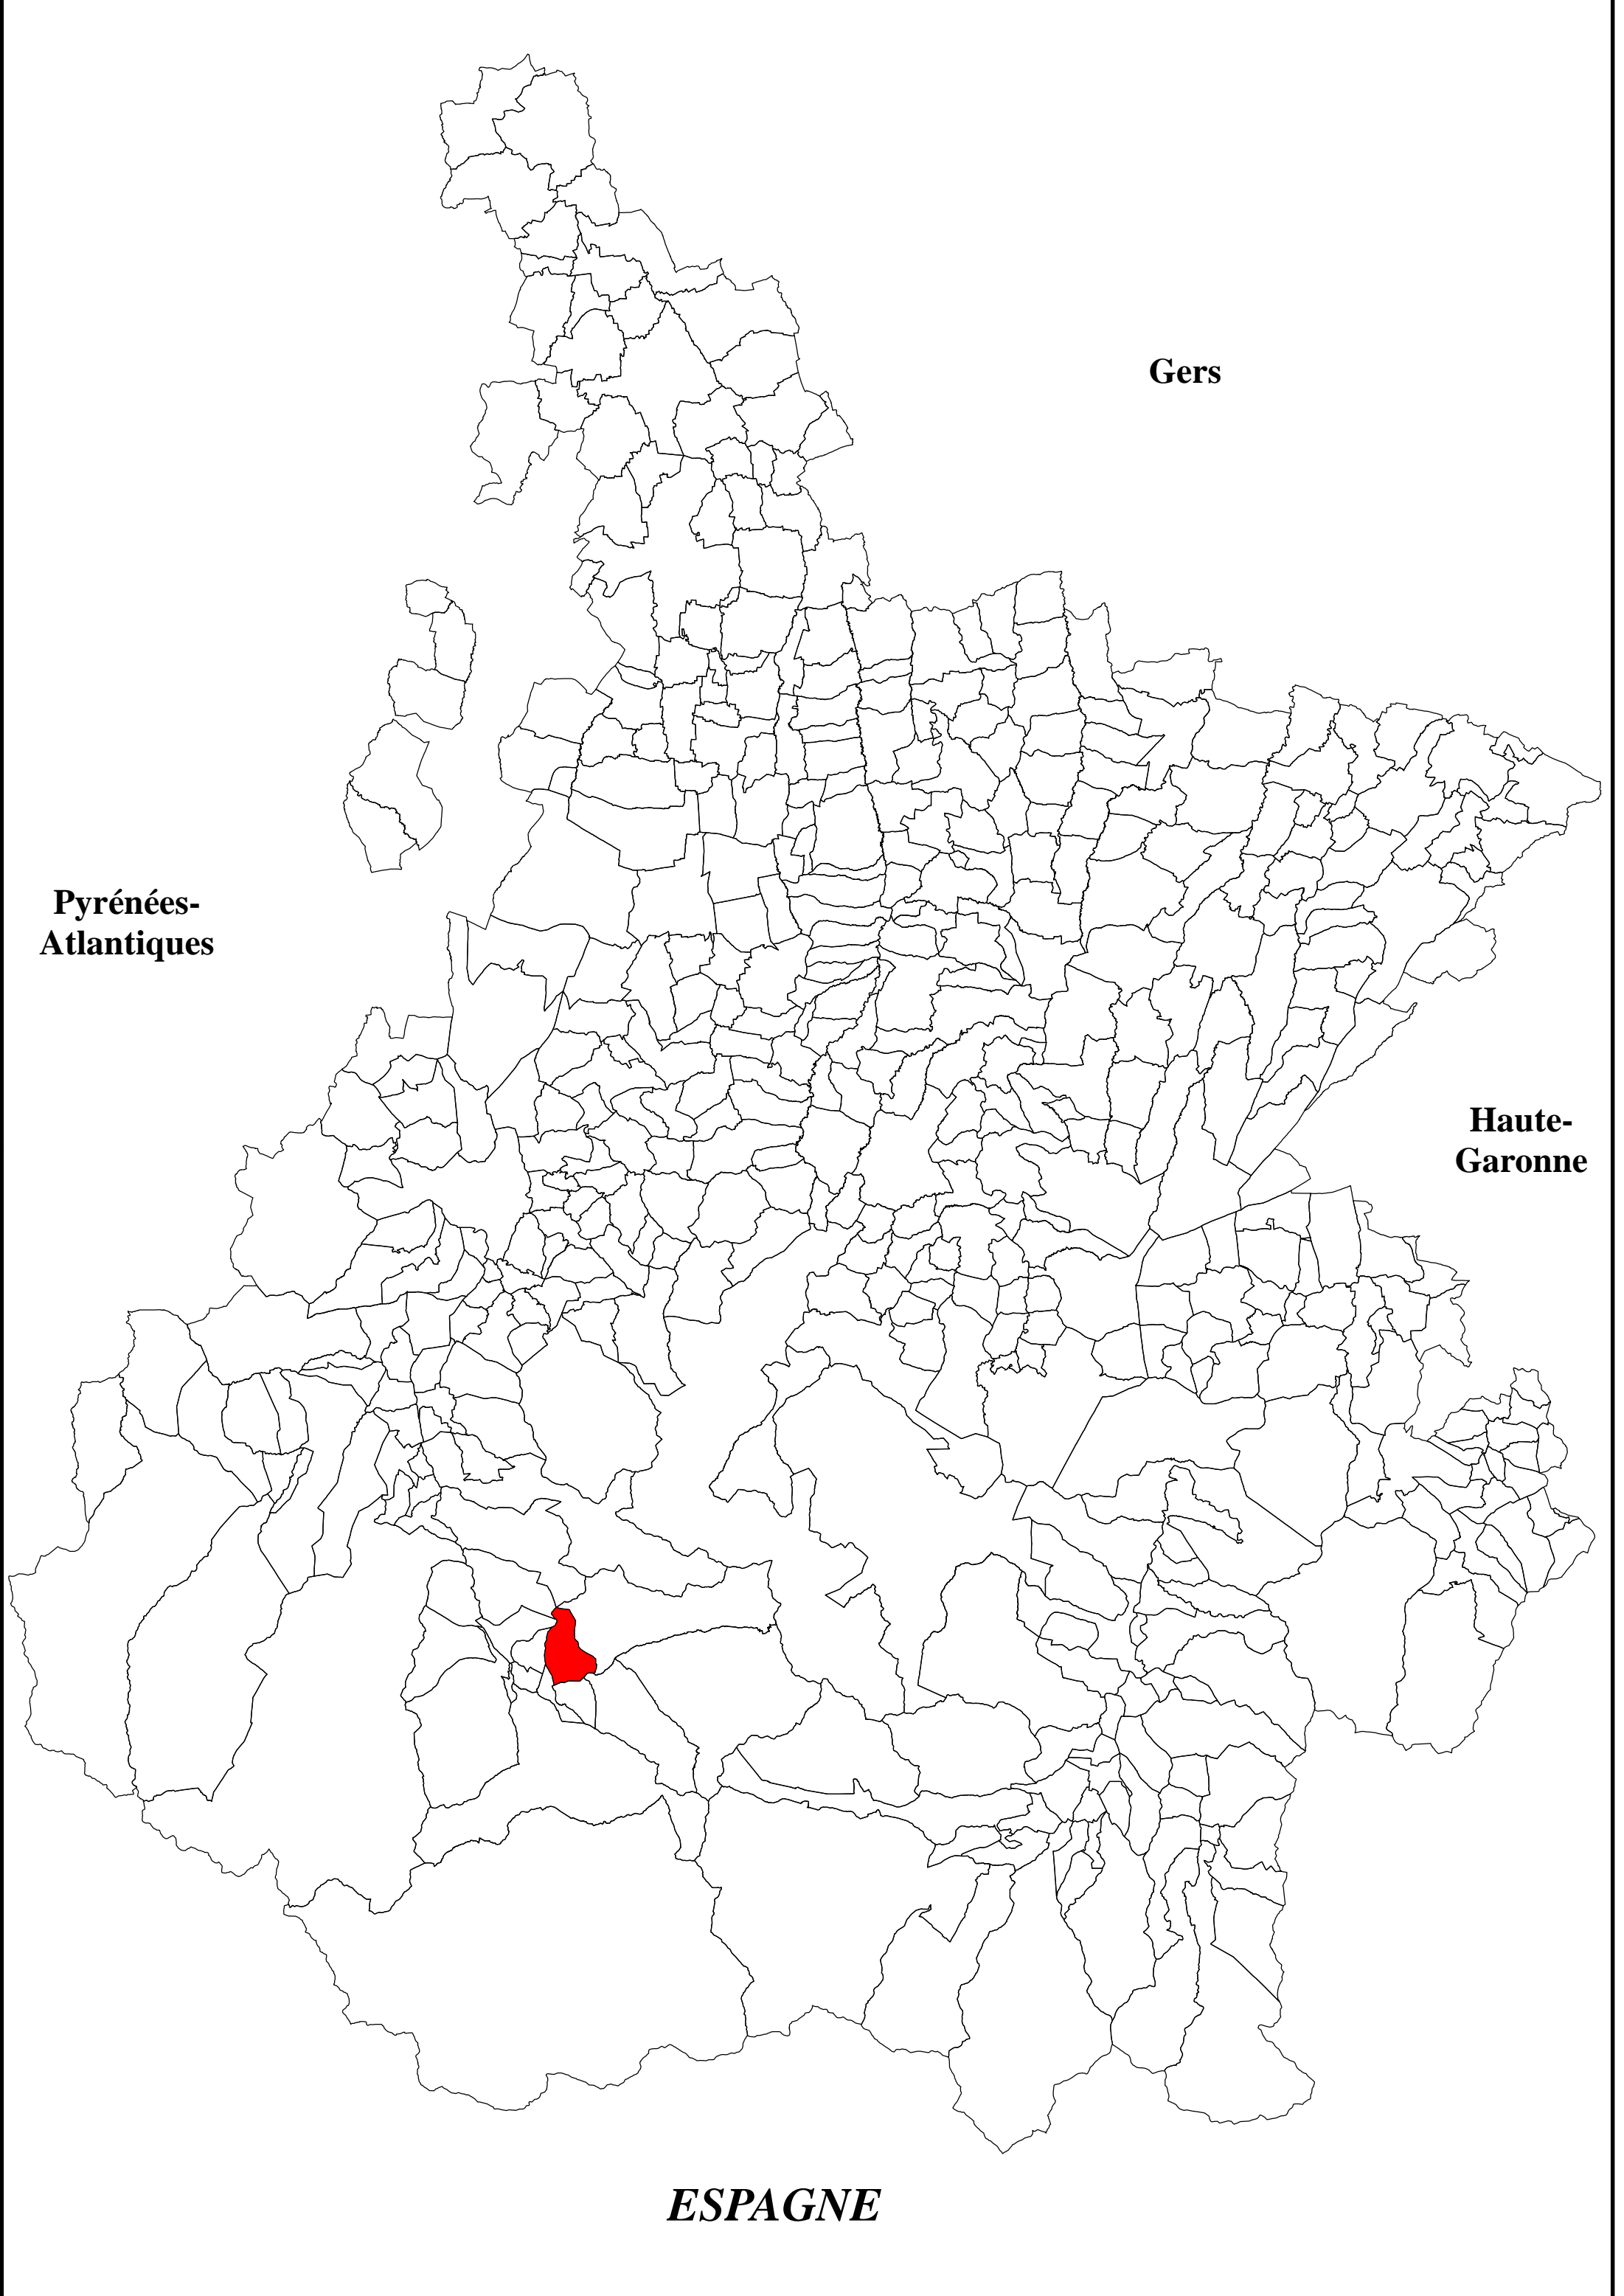 Gers
Pyrénées-
Atlantiques
Haute-
Garonne
ESPAGNE